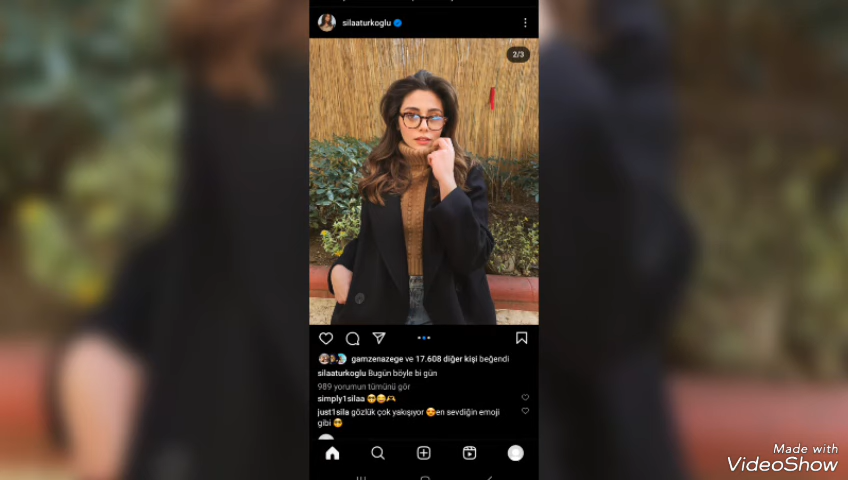 silaaturkoglu
2/3
gamzenazege ve 17.608 diğer kişi beğendi
silaaturkoglu Bugün böyle bi gün
989 yorumun tümünü gör
simply1silaa 😎😄🫶
just1sila gözlük çok yakışıyor 😎en sevdiğin emoji
gibi 😎
Made with
VideoShow